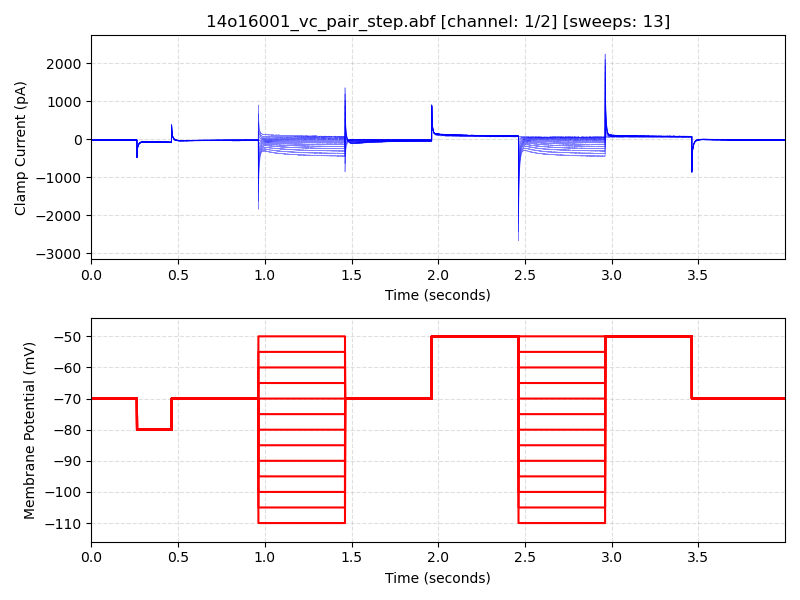 14o16001_vc_pair_step.abf [channel: 1/2] [sweeps: 13]
Clamp Current (pA)
2000
1000
0
−1000
−2000
−3000
0.0 0.5 1.0 1.5 2.0 2.5 3.0 3.5
Time (seconds)
Membrane Potential (mV)
−50
−60
−70
−80
−90
−100
−110
0.0 0.5 1.0 1.5 2.0 2.5 3.0 3.5
Time (seconds)